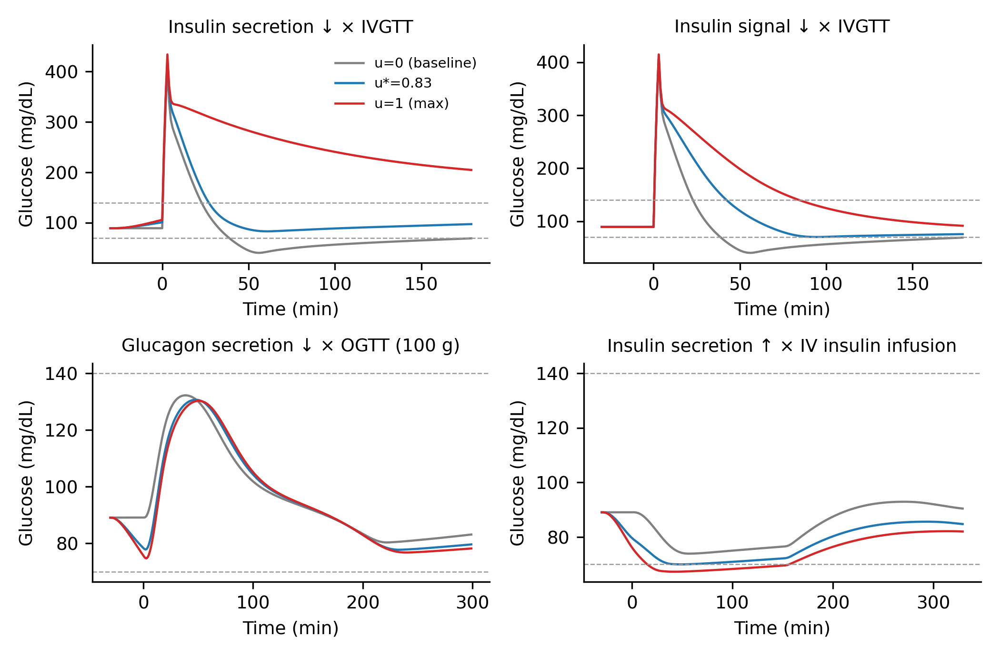 Insulin secretion ↓ × IVGTT
Glucose (mg/dL)
400
300
200
100
u=0 (baseline)
u*=0.83
u=1 (max)
0 50 100 150
Time (min)
Insulin signal ↓ × IVGTT
Glucose (mg/dL)
400
300
200
100
0 50 100 150
Time (min)
Glucagon secretion ↓ × OGTT (100 g)
Glucose (mg/dL)
140
120
100
80
0 100 200 300
Time (min)
Insulin secretion ↑ × IV insulin infusion
Glucose (mg/dL)
140
120
100
80
0 100 200 300
Time (min)